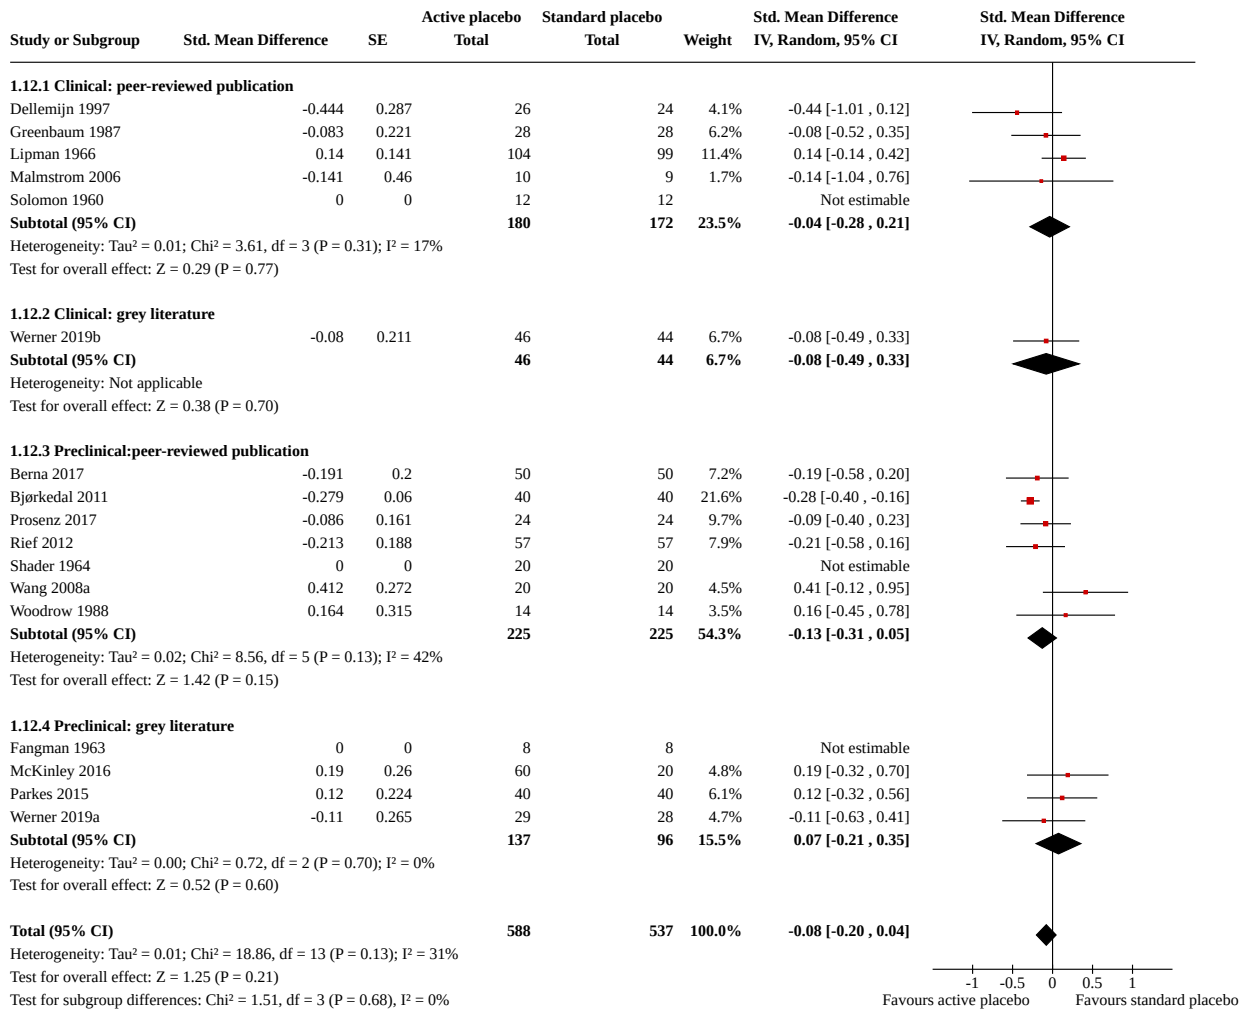 Active placebo Standard placebo Std. Mean Difference Std. Mean Difference
Study or Subgroup Std. Mean Difference SE Total Total Weight IV, Random, 95% CI IV, Random, 95% CI
1.12.1 Clinical: peer-reviewed publication
Dellemijn 1997 -0.444 0.287 26 24 4.1% -0.44 [-1.01 , 0.12]
Greenbaum 1987 -0.083 0.221 28 28 6.2% -0.08 [-0.52 , 0.35]
Lipman 1966 0.14 0.141 104 99 11.4% 0.14 [-0.14 , 0.42]
Malmstrom 2006 -0.141 0.46 10 9 1.7% -0.14 [-1.04 , 0.76]
Solomon 1960 0 0 12 12 Not estimable
Subtotal (95% CI) 180 172 23.5% -0.04 [-0.28 , 0.21]
Heterogeneity: Tau² = 0.01; Chi² = 3.61, df = 3 (P = 0.31); I² = 17%
Test for overall effect: Z = 0.29 (P = 0.77)
1.12.2 Clinical: grey literature
Werner 2019b -0.08 0.211 46 44 6.7% -0.08 [-0.49 , 0.33]
Subtotal (95% CI) 46 44 6.7% -0.08 [-0.49 , 0.33]
Heterogeneity: Not applicable
Test for overall effect: Z = 0.38 (P = 0.70)
1.12.3 Preclinical:peer-reviewed publication
Berna 2017 -0.191 0.2 50 50 7.2% -0.19 [-0.58 , 0.20]
Bjørkedal 2011 -0.279 0.06 40 40 21.6% -0.28 [-0.40 , -0.16]
Prosenz 2017 -0.086 0.161 24 24 9.7% -0.09 [-0.40 , 0.23]
Rief 2012 -0.213 0.188 57 57 7.9% -0.21 [-0.58 , 0.16]
Shader 1964 0 0 20 20 Not estimable
Wang 2008a 0.412 0.272 20 20 4.5% 0.41 [-0.12 , 0.95]
Woodrow 1988 0.164 0.315 14 14 3.5% 0.16 [-0.45 , 0.78]
Subtotal (95% CI) 225 225 54.3% -0.13 [-0.31 , 0.05]
Heterogeneity: Tau² = 0.02; Chi² = 8.56, df = 5 (P = 0.13); I² = 42%
Test for overall effect: Z = 1.42 (P = 0.15)
1.12.4 Preclinical: grey literature
Fangman 1963 0 0 8 8 Not estimable
McKinley 2016 0.19 0.26 60 20 4.8% 0.19 [-0.32 , 0.70]
Parkes 2015 0.12 0.224 40 40 6.1% 0.12 [-0.32 , 0.56]
Werner 2019a -0.11 0.265 29 28 4.7% -0.11 [-0.63 , 0.41]
Subtotal (95% CI) 137 96 15.5% 0.07 [-0.21 , 0.35]
Heterogeneity: Tau² = 0.00; Chi² = 0.72, df = 2 (P = 0.70); I² = 0%
Test for overall effect: Z = 0.52 (P = 0.60)
Total (95% CI) 588 537 100.0% -0.08 [-0.20 , 0.04]
Heterogeneity: Tau² = 0.01; Chi² = 18.86, df = 13 (P = 0.13); I² = 31%
Test for overall effect: Z = 1.25 (P = 0.21) -1 -0.5 0 0.5 1
Test for subgroup differences: Chi² = 1.51, df = 3 (P = 0.68), I² = 0% Favours active placebo Favours standard placebo